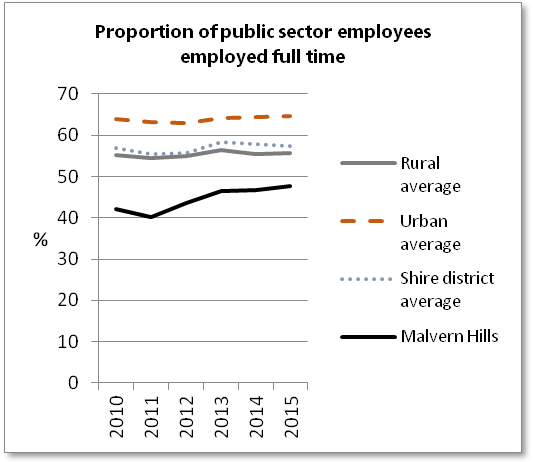 Proportion of public sector employees
employed full time
70
60
50
40
30
20
10
0
%
2010
2011
2012
2013
2014
2015
Rural
average
Urban
average
Shire district
average
Malvern Hills